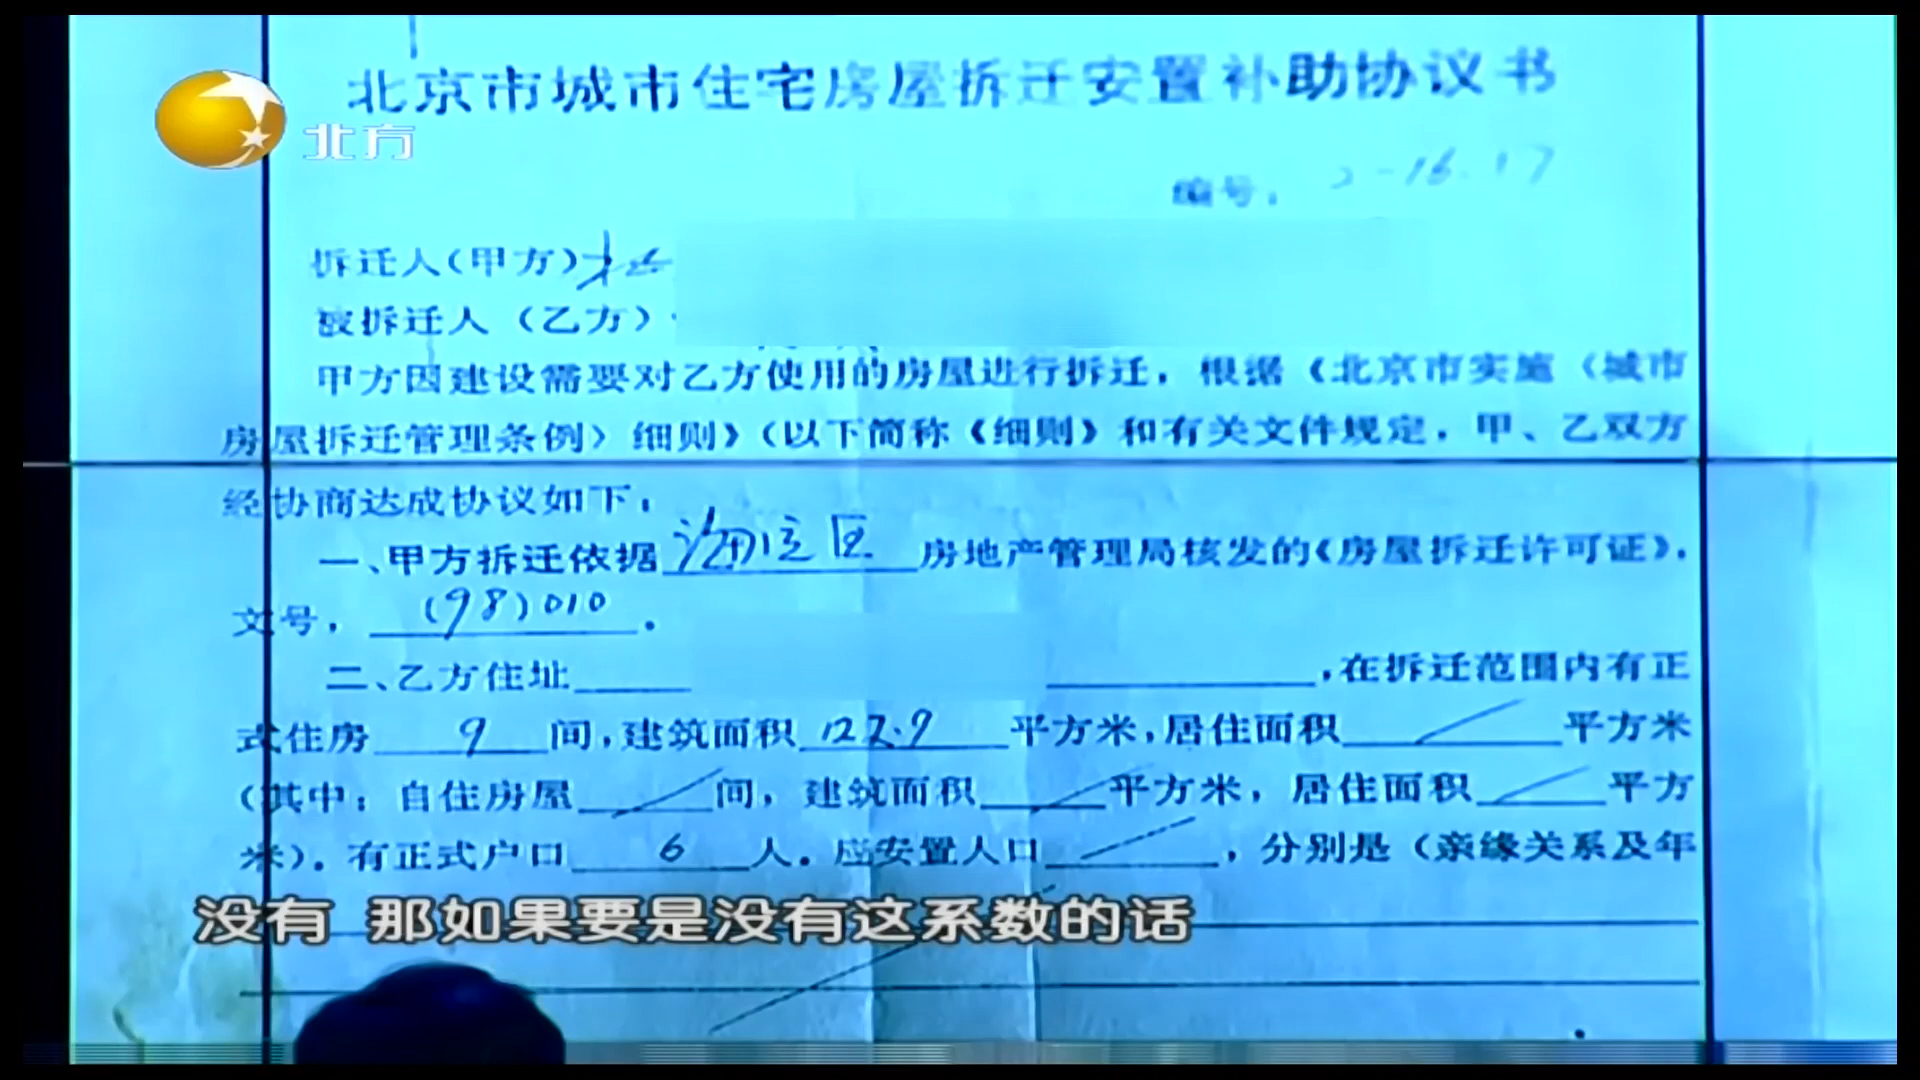 北京市城市住宅房屋拆迁安置补助协议书
北方
编号：2-16.17
拆迁人(甲方)
被拆迁人（乙方）
甲方因建设需要对乙方使用的房屋进行拆迁，根据《北京市实施〈城市
房屋拆迁管理条例〉细则》（以下简称《细则》和有关文件规定，甲、乙双方
经协商达成协议如下：
一、甲方拆迁依据海淀区房地产管理局核发的《房屋拆迁许可证》，
文号，(98)010。
二、乙方住址，在拆迁范围内有正
式住房9间，建筑面积127.9平方米，居住面积平方米
(其中：自住房屋间，建筑面积平方米，居住面积平方
米)。有正式户口6人。应安置人口，分别是（亲缘关系及年
没有 那如果要是没有这系数的话